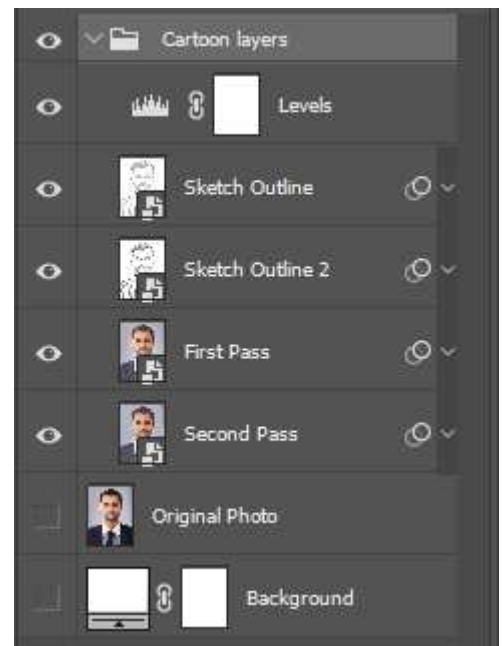 Cartoon layers
Levels
Sketch Outline
Sketch Outline 2
First Pass
Second Pass
Original Photo
Background